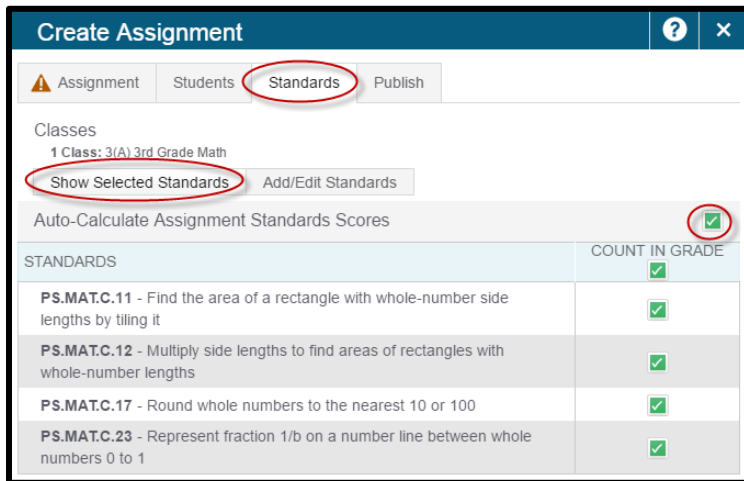 Create Assignment ? ×
Assignment Students Standards Publish
Classes
1 Class: 3(A) 3rd Grade Math
Show Selected Standards Add/Edit Standards
Auto-Calculate Assignment Standards Scores
STANDARDS COUNT IN GRADE
PS.MAT.C.11 - Find the area of a rectangle with whole-number side
lengths by tiling it
PS.MAT.C.12 - Multiply side lengths to find areas of rectangles with
whole-number lengths
PS.MAT.C.17 - Round whole numbers to the nearest 10 or 100
PS.MAT.C.23 - Represent fraction 1/b on a number line between whole
numbers 0 to 1